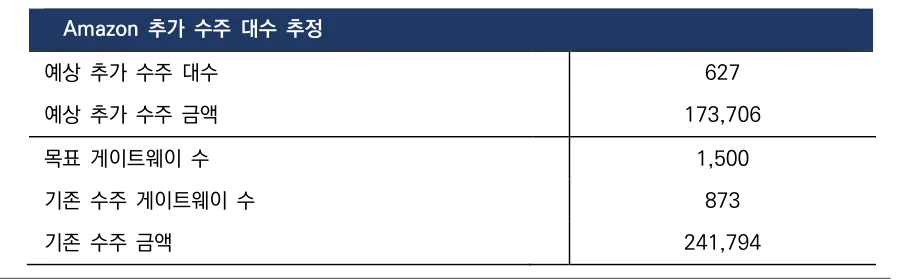 Amazon 추가 수주 대수 추정
예상 추가 수주 대수 627
예상 추가 수주 금액 173,706
목표 게이트웨이 수 1,500
기존 수주 게이트웨이 수 873
기존 수주 금액 241,794